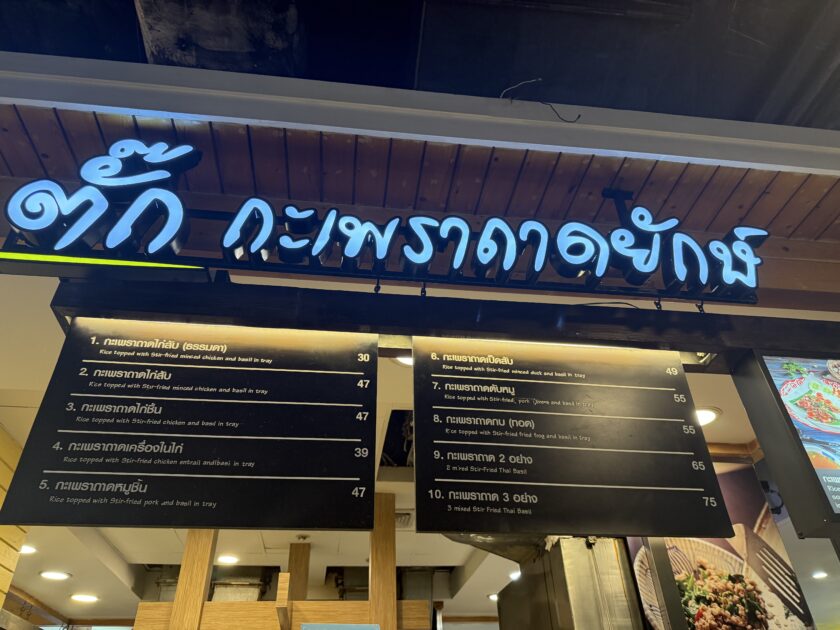 ตั๊ก กะเพราถาดยักษ์
1. กะเพราถาดไก่สับ (ธรรมดา) 30
Rice topped with Stir-fried minced chicken and basil in tray
2. กะเพราถาดไก่สับ 47
Rice topped with Stir-fried minced chicken and basil in tray
3. กะเพราถาดไก่ชิ้น 47
Rice topped with Stir-fried chicken and basil in tray
4. กะเพราถาดเครื่องในไก่ 39
Rice topped with Stir-fried chicken entrail and basil in tray
5. กะเพราถาดหมูชิ้น 47
Rice topped with Stir-fried pork and basil in tray
6. กะเพราถาดเป็ดสับ 49
Rice topped with Stir-fried minced duck and basil in tray
7. กะเพราถาดตับหมู 55
Rice topped with Stir-fried, pork livers and basil in tray
8. กะเพราถาดกบ (ทอด) 55
Rice topped with Stir-fried fried frog and basil in tray
9. กะเพราถาด 2 อย่าง 65
2 mixed Stir-Fried Thai Basil
10. กะเพราถาด 3 อย่าง 75
3 mixed Stir Fried Thai Basil